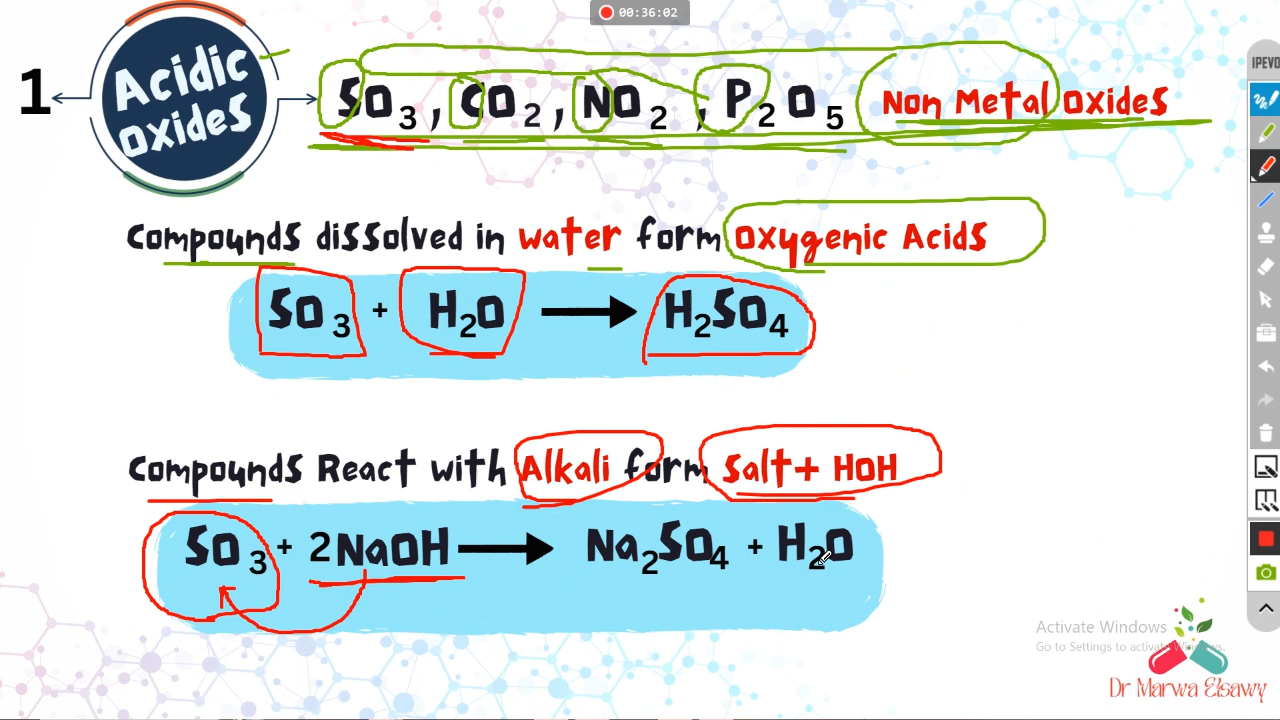 00:36:02
IPEVO
1
Acidic
oxides
SO3, CO2, NO2, P2O5 Non Metal Oxides
Compounds dissolved in water form Oxygenic Acids
SO3 + H2O → H2SO4
Compounds React with Alkali form Salt + HOH
SO3 + 2NaOH → Na2SO4 + H2O
Activate Windows
Go to Settings to activate Windows.
Dr Marwa Elsawy